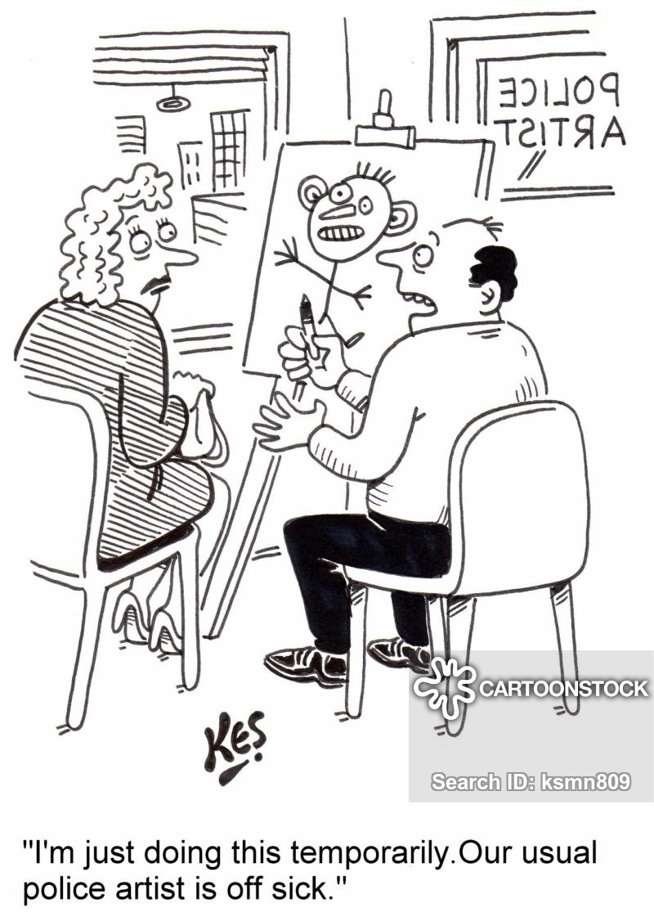 POLICE
ARTIST
KES
CARTOONSTOCK
Search ID: ksmn809
"I'm just doing this temporarily.Our usual
police artist is off sick."